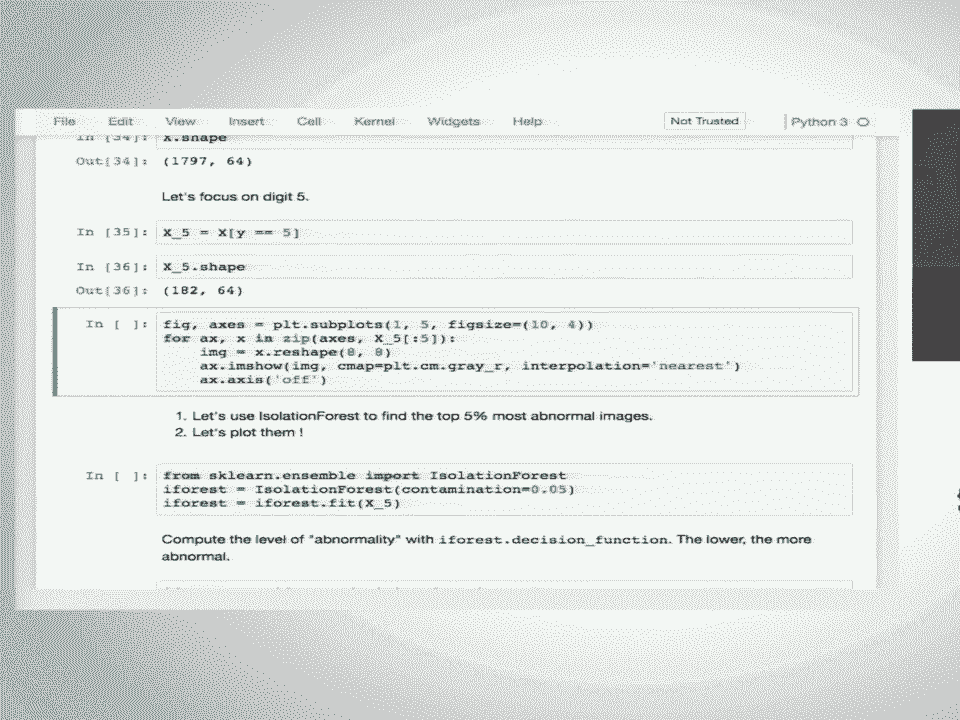 File Edit View Insert Cell Kernel Widgets Help Not Trusted Python 3
In [34]: X.shape
Out[34]: (1797, 64)
Let's focus on digit 5.
In [35]: X_5 = X[y == 5]
In [36]: X_5.shape
Out[36]: (182, 64)
In [ ]: fig, axes = plt.subplots(1, 5, figsize=(10, 4))
for ax, x in zip(axes, X_5[:5]):
    img = x.reshape(8, 8)
    ax.imshow(img, cmap=plt.cm.gray_r, interpolation='nearest')
    ax.axis('off')
1. Let's use IsolationForest to find the top 5% most abnormal images.
2. Let's plot them !
In [ ]: from sklearn.ensemble import IsolationForest
iforest = IsolationForest(contamination=0.05)
iforest = iforest.fit(X_5)
Compute the level of "abnormality" with iforest.decision_function. The lower, the more
abnormal.